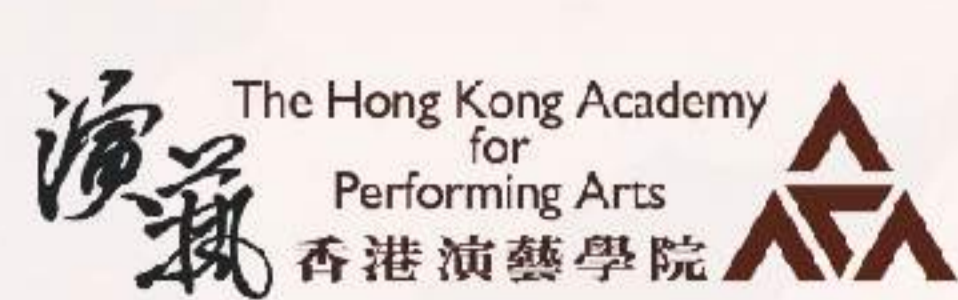 演藝
The Hong Kong Academy
for
Performing Arts
香港演藝學院